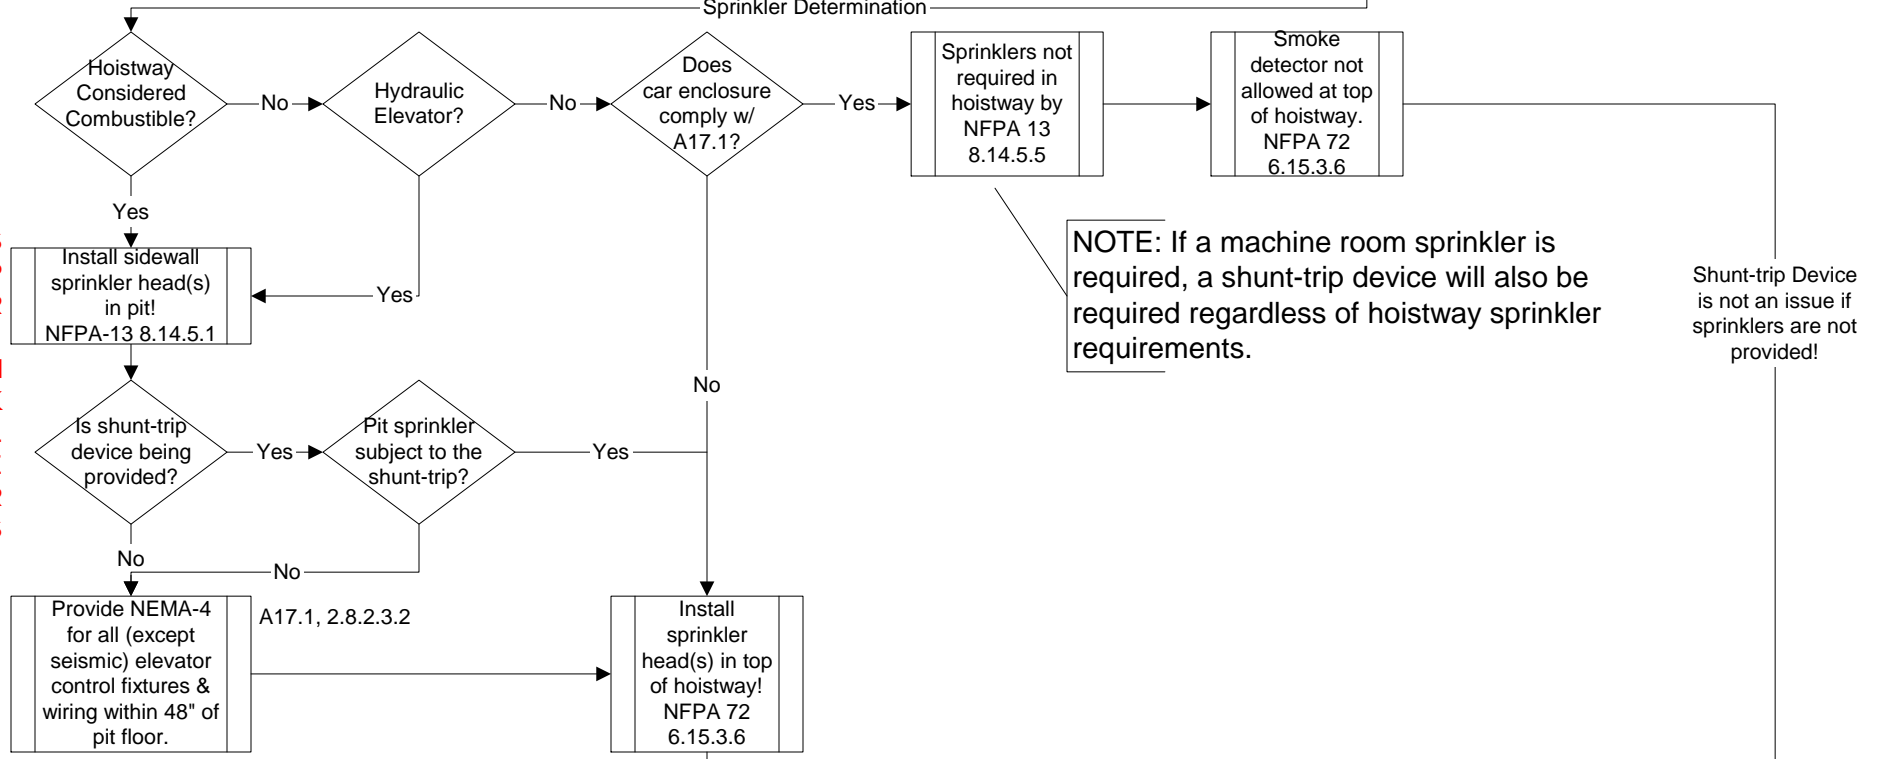 Sprinkler Determination
Hoistway
Considered
Combustible?
No
Hydraulic
Elevator?
No
Does
car enclosure
comply w/
A17.1?
Yes
Sprinklers not
required in
hoistway by
NFPA 13
8.14.5.5
Smoke
detector not
allowed at top
of hoistway.
NFPA 72
6.15.3.6
Yes
Install sidewall
sprinkler head(s)
in pit!
NFPA-13 8.14.5.1
Yes
NOTE: If a machine room sprinkler is
required, a shunt-trip device will also be
required regardless of hoistway sprinkler
requirements.
Shunt-trip Device
is not an issue if
sprinklers are not
provided!
No
Is shunt-trip
device being
provided?
Yes
Pit sprinkler
subject to the
shunt-trip?
Yes
No
No
Provide NEMA-4
for all (except
seismic) elevator
control fixtures &
wiring within 48" of
pit floor.
A17.1, 2.8.2.3.2
Install
sprinkler
head(s) in top
of hoistway!
NFPA 72
6.15.3.6